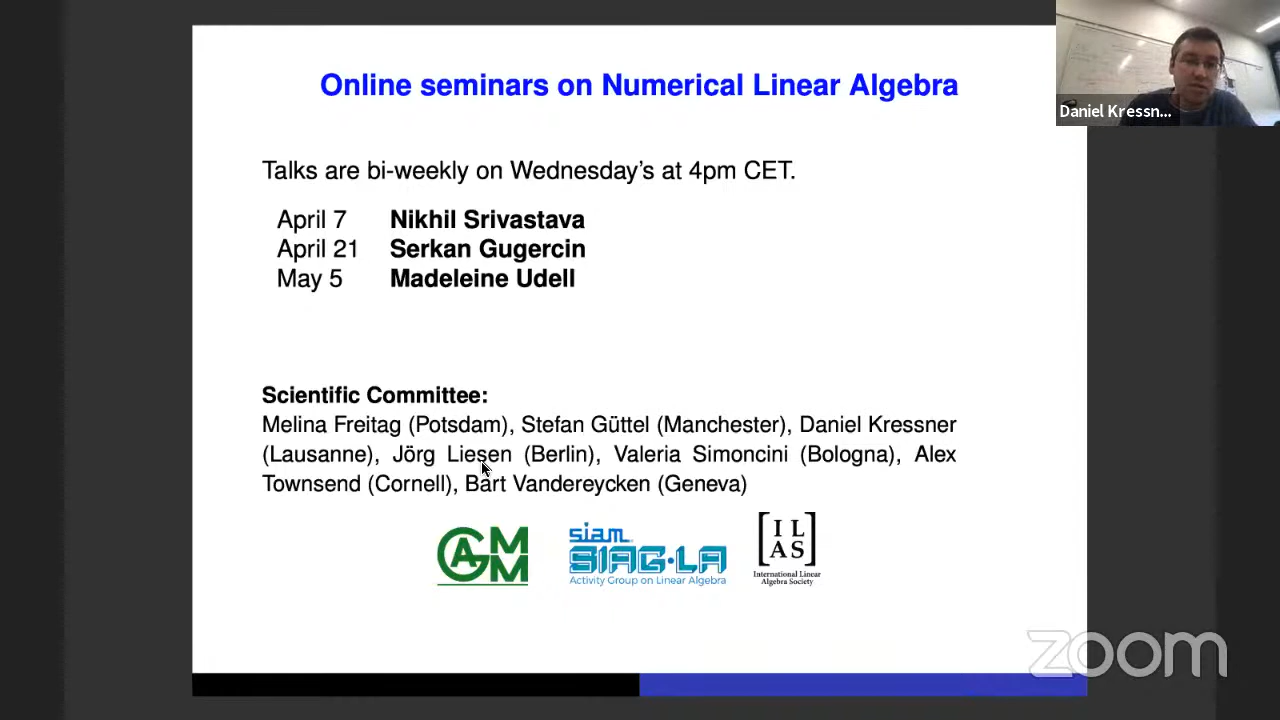 Online seminars on Numerical Linear Algebra
Daniel Kressn...
Talks are bi-weekly on Wednesday's at 4pm CET.
April 7 Nikhil Srivastava
April 21 Serkan Gugercin
May 5 Madeleine Udell
Scientific Committee:
Melina Freitag (Potsdam), Stefan Güttel (Manchester), Daniel Kressner
(Lausanne), Jörg Liesen (Berlin), Valeria Simoncini (Bologna), Alex
Townsend (Cornell), Bart Vandereycken (Geneva)
GAMM
siam
SIAG·LA
Activity Group on Linear Algebra
IL
AS
International Linear
Algebra Society
zoom